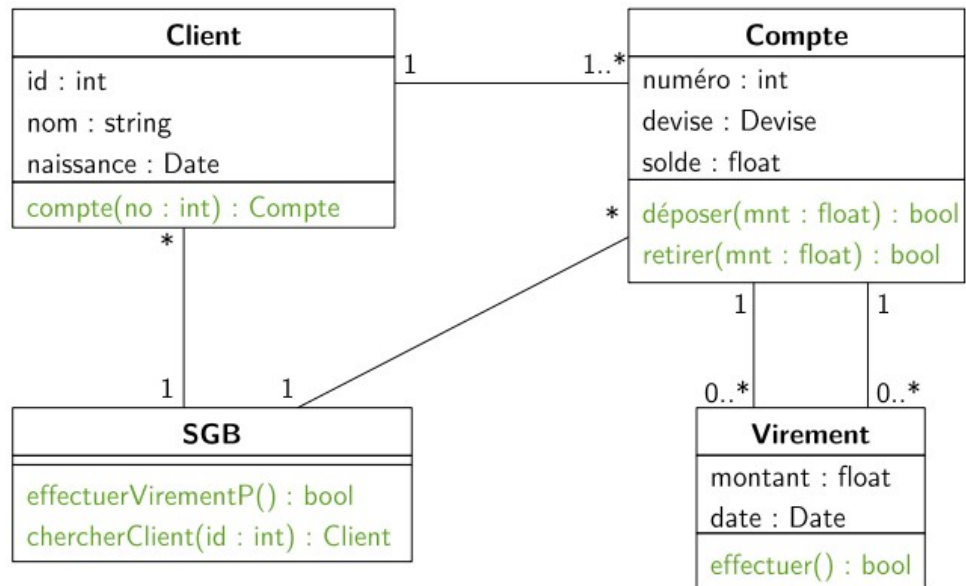 Client
id : int
nom : string
naissance : Date
compte(no : int) : Compte
1
1..*
Compte
numéro : int
devise : Devise
solde : float
déposer(mnt : float) : bool
retirer(mnt : float) : bool
*
*
1
1
1
1
0..*
0..*
SGB
effectuerVirementP() : bool
chercherClient(id : int) : Client
Virement
montant : float
date : Date
effectuer() : bool